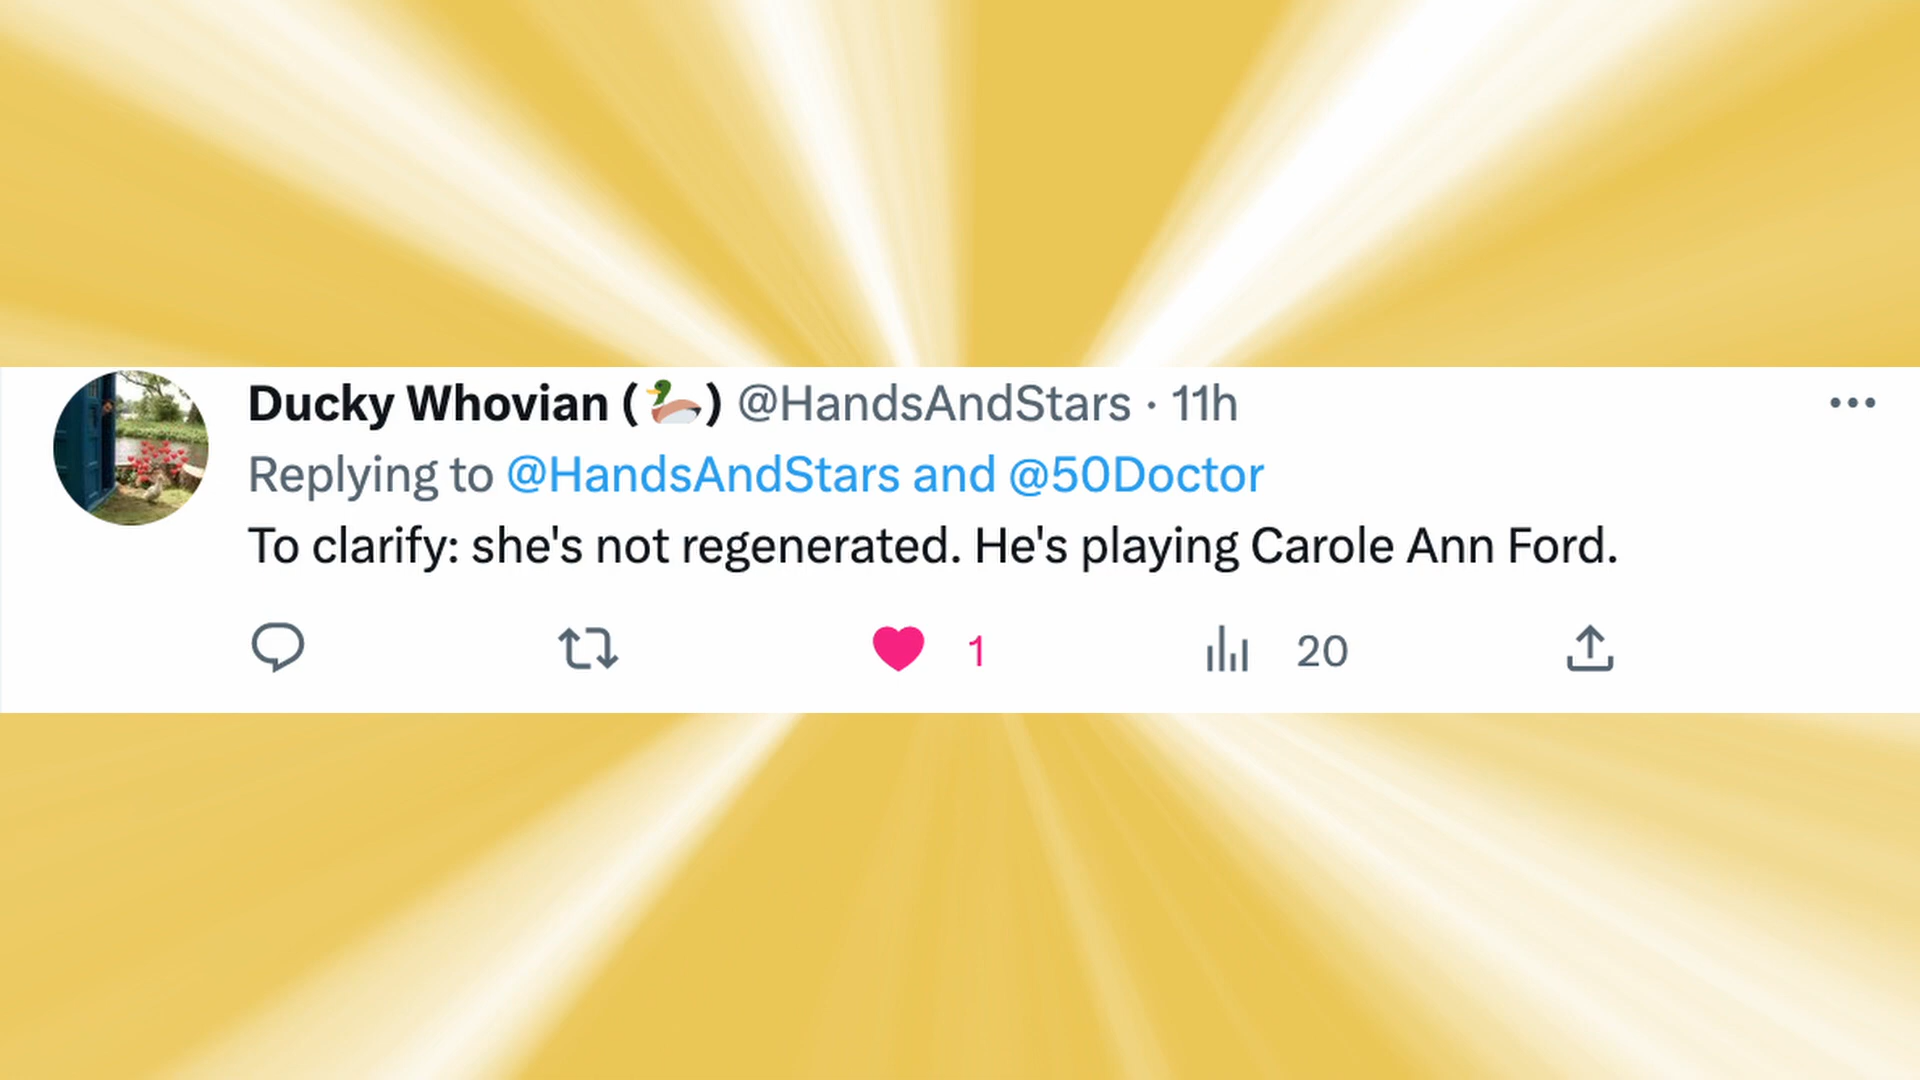 Ducky Whovian (🦆) @HandsAndStars · 11h
Replying to @HandsAndStars and @50Doctor
To clarify: she's not regenerated. He's playing Carole Ann Ford.
1 20